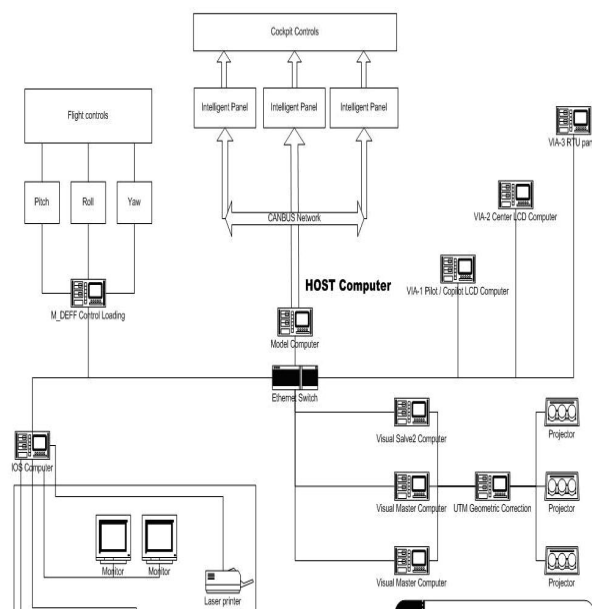 Cockpit Controls
Flight controls
Intelligent Panel
Intelligent Panel
Intelligent Panel
VIA-3 RTU pan
Pitch
Roll
Yaw
VIA-2 Center LCD Computer
CANBUS Network
HOST Computer
VIA-1 Pilot / Copilot LCD Computer
M_DEFF Control Loading
Model Computer
Ethernet Switch
Visual Salve2 Computer
Projector
IOS Computer
Visual Master Computer
UTM Geometric Correction
Projector
Monitor
Monitor
Visual Master Computer
Projector
Laser printer